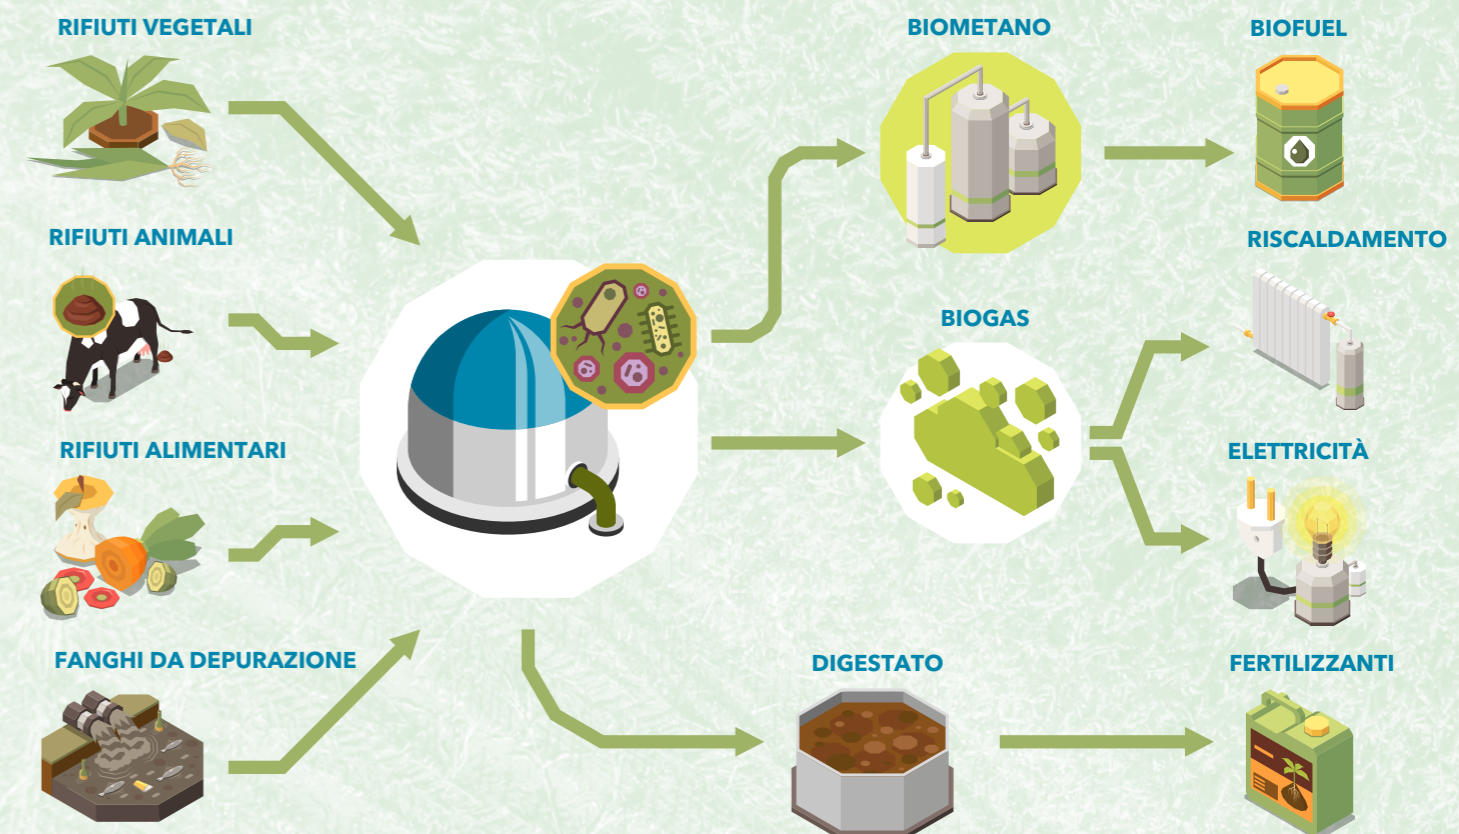 RIFIUTI VEGETALI
BIOMETANO
BIOFUEL
RIFIUTI ANIMALI
RISCALDAMENTO
BIOGAS
RIFIUTI ALIMENTARI
ELETTRICITÀ
FANGHI DA DEPURAZIONE
DIGESTATO
FERTILIZZANTI